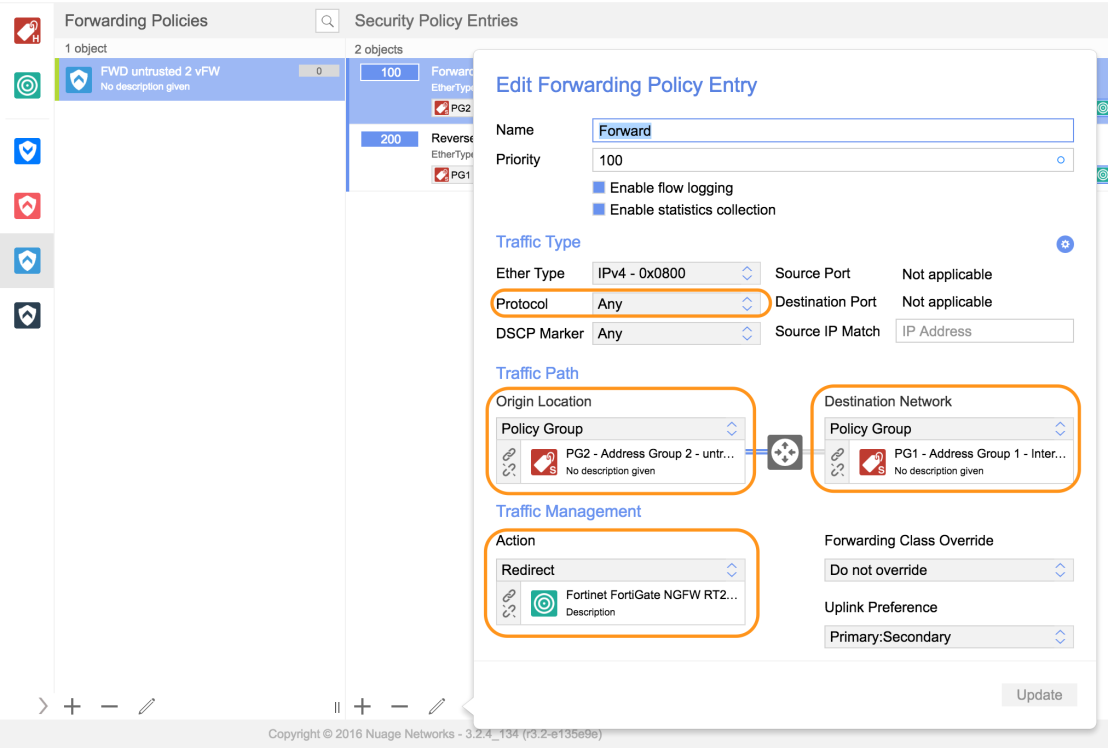 Forwarding Policies
Security Policy Entries
1 object
2 objects
FWD untrusted 2 vFW
0
No description given
100
Forward
EtherType
PG2
200
Reverse
EtherType
PG1
Edit Forwarding Policy Entry
Name
Forward
Priority
100
Enable flow logging
Enable statistics collection
Traffic Type
Ether Type
IPv4 - 0x0800
Source Port
Not applicable
Protocol
Any
Destination Port
Not applicable
DSCP Marker
Any
Source IP Match
IP Address
Traffic Path
Origin Location
Destination Network
Policy Group
Policy Group
PG2 - Address Group 2 - untr...
No description given
PG1 - Address Group 1 - Inter...
No description given
S
S
Traffic Management
Action
Forwarding Class Override
Redirect
Do not override
Fortinet FortiGate NGFW RT2...
Description
Uplink Preference
Primary:Secondary
Update
H
Copyright © 2016 Nuage Networks - 3.2.4_134 (r3.2-e135e9e)